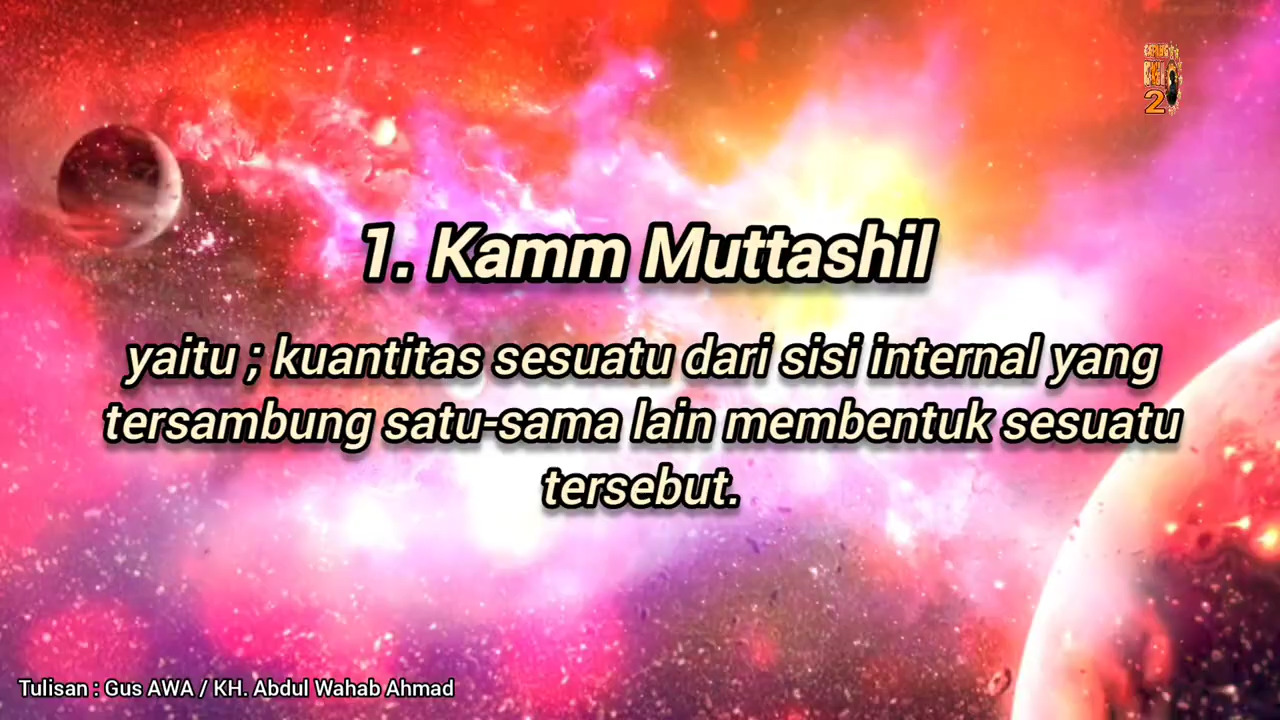 1. Kamm Muttashil
yaitu ; kuantitas sesuatu dari sisi internal yang
tersambung satu-sama lain membentuk sesuatu
tersebut.
Tulisan : Gus AWA / KH. Abdul Wahab Ahmad
2